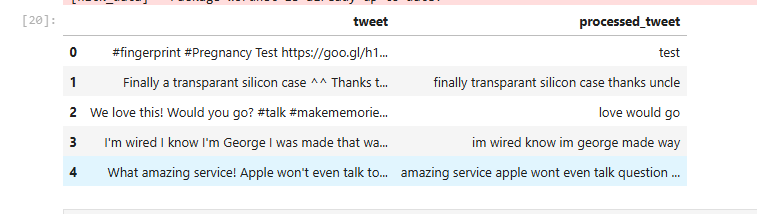 [20]:
tweet processed_tweet
0 #fingerprint #Pregnancy Test https://goo.gl/h1... test
1 Finally a transparant silicon case ^^ Thanks t... finally transparant silicon case thanks uncle
2 We love this! Would you go? #talk #makememorie... love would go
3 I'm wired I know I'm George I was made that wa... im wired know im george made way
4 What amazing service! Apple won't even talk to... amazing service apple wont even talk question ...